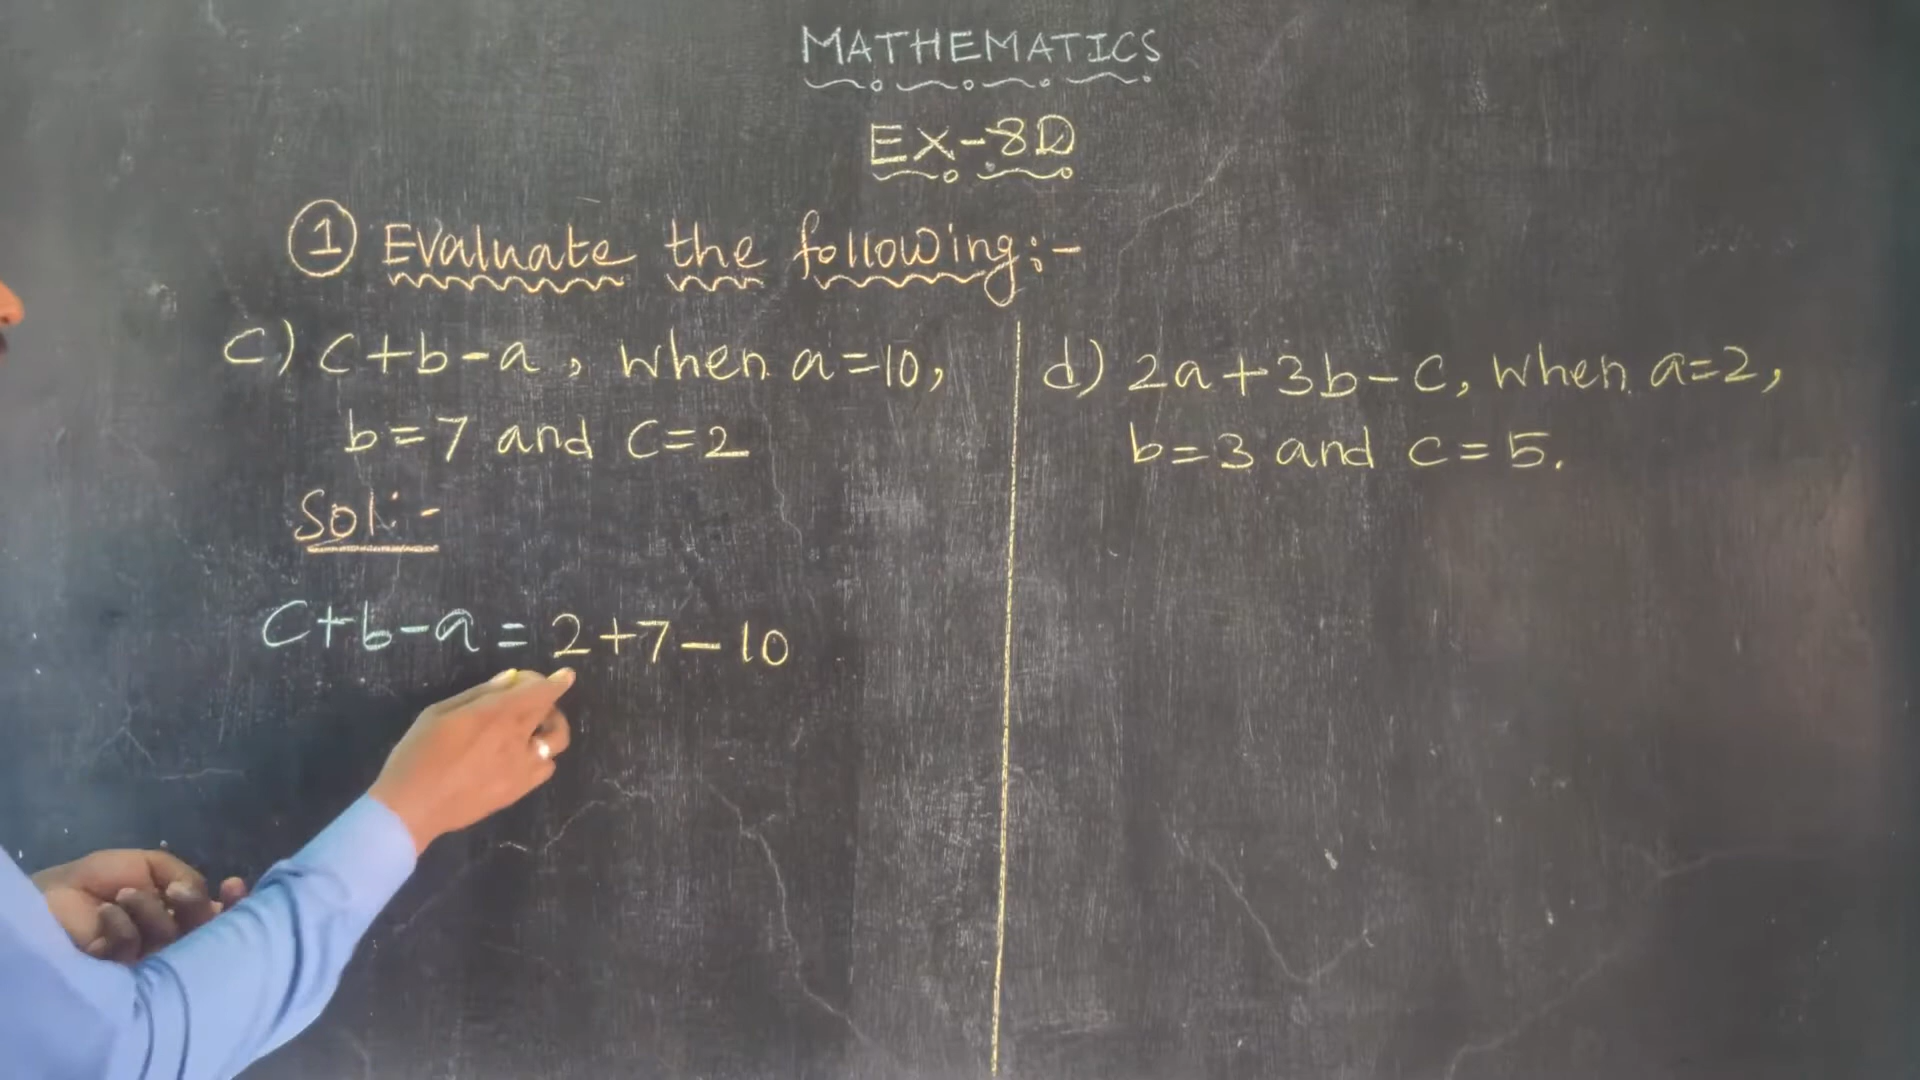 MATHEMATICS
EX-8D
① Evaluate the following:-
c) c+b-a, when a=10,
b=7 and c=2
Sol:-
c+b-a = 2+7-10
d) 2a+3b-c, when a=2,
b=3 and c=5.